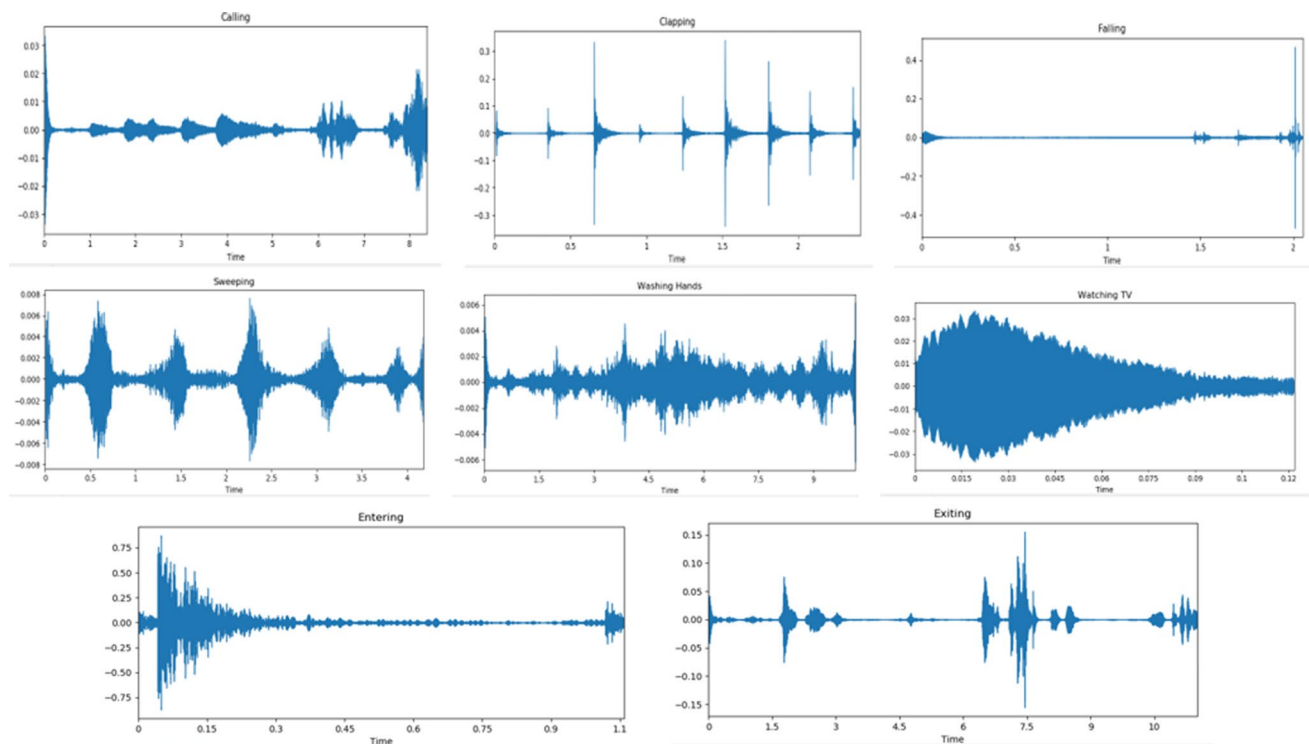 Calling
0.03
0.02
0.01
0.00
−0.01
−0.02
−0.03
0 1 2 3 4 5 6 7 8
Time
Clapping
0.3
0.2
0.1
0.0
−0.1
−0.2
−0.3
0 0.5 1 1.5 2
Time
Falling
0.4
0.2
0.0
−0.2
−0.4
0 0.5 1 1.5 2
Time
Sweeping
0.008
0.006
0.004
0.002
0.000
−0.002
−0.004
−0.006
−0.008
0 0.5 1 1.5 2 2.5 3 3.5 4
Time
Washing Hands
0.006
0.004
0.002
0.000
−0.002
−0.004
−0.006
0 1.5 3 4.5 6 7.5 9
Time
Watching TV
0.03
0.02
0.01
0.00
−0.01
−0.02
−0.03
0 0.015 0.03 0.045 0.06 0.075 0.09 0.1 0.12
Time
Entering
0.75
0.50
0.25
0.00
−0.25
−0.50
−0.75
0 0.15 0.3 0.45 0.6 0.75 0.9 1.1
Time
Exiting
0.15
0.10
0.05
0.00
−0.05
−0.10
−0.15
0 1.5 3 4.5 6 7.5 9 10
Time